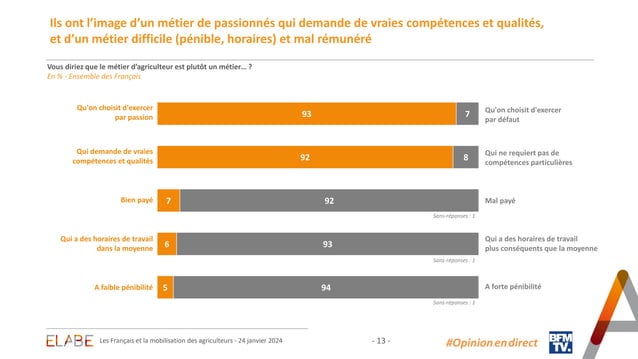 Ils ont l’image d’un métier de passionnés qui demande de vraies compétences et qualités,
et d’un métier difficile (pénible, horaires) et mal rémunéré
Vous diriez que le métier d’agriculteur est plutôt un métier… ?
En % - Ensemble des Français
Qu'on choisit d'exercer
par passion
93
7
Qu'on choisit d'exercer
par défaut
Qui demande de vraies
compétences et qualités
92
8
Qui ne requiert pas de
compétences particulières
Bien payé
7
92
Mal payé
Sans-réponses : 1
Qui a des horaires de travail
dans la moyenne
6
93
Qui a des horaires de travail
plus conséquents que la moyenne
Sans-réponses : 1
A faible pénibilité
5
94
A forte pénibilité
Sans-réponses : 1
ELABE
Les Français et la mobilisation des agriculteurs - 24 janvier 2024
- 13 -
#Opinionendirect
BFM
TV.